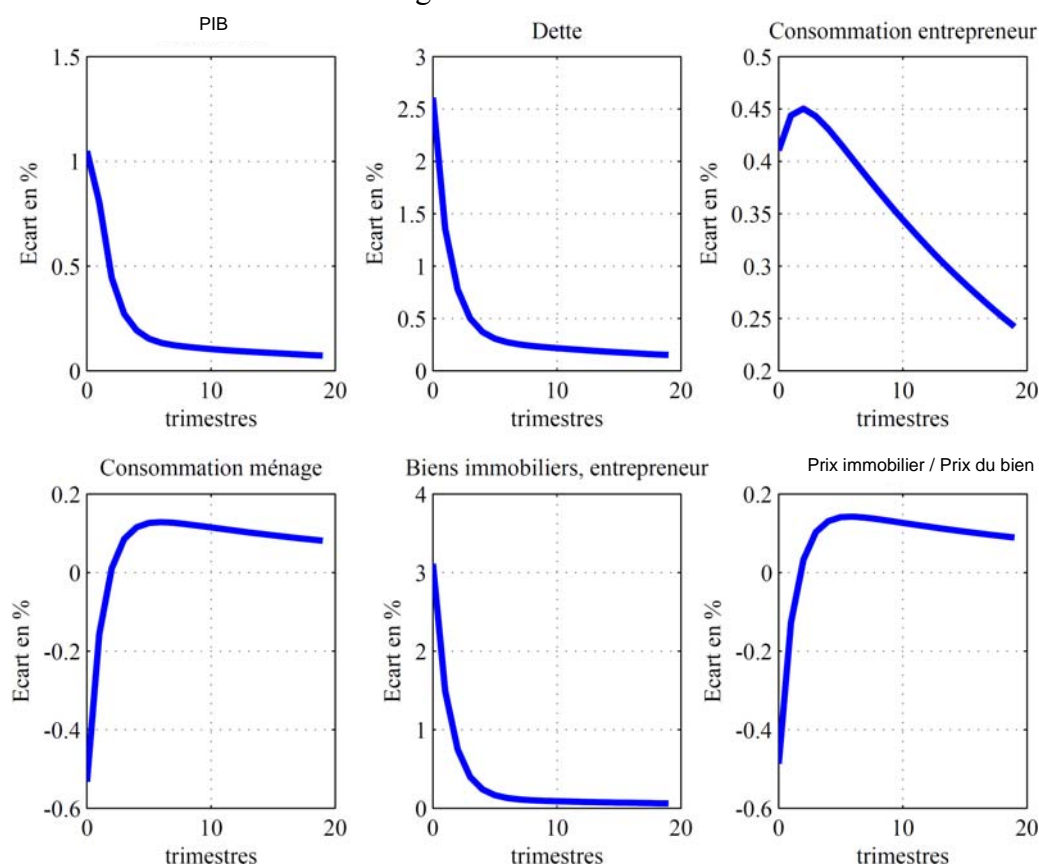 PIB
Dette
Consommation entrepreneur
1.5
1
0.5
0
Ecart en %
0
10
20
trimestres
3
2.5
2
1.5
1
0.5
0
Ecart en %
0
10
20
trimestres
0.5
0.45
0.4
0.35
0.3
0.25
0.2
Ecart en %
0
10
20
trimestres
Consommation ménage
Biens immobiliers, entrepreneur
Prix immobilier / Prix du bien
0.2
0
-0.2
-0.4
-0.6
Ecart en %
0
10
20
trimestres
4
3
2
1
0
Ecart en %
0
10
20
trimestres
0.2
0
-0.2
-0.4
-0.6
Ecart en %
0
10
20
trimestres